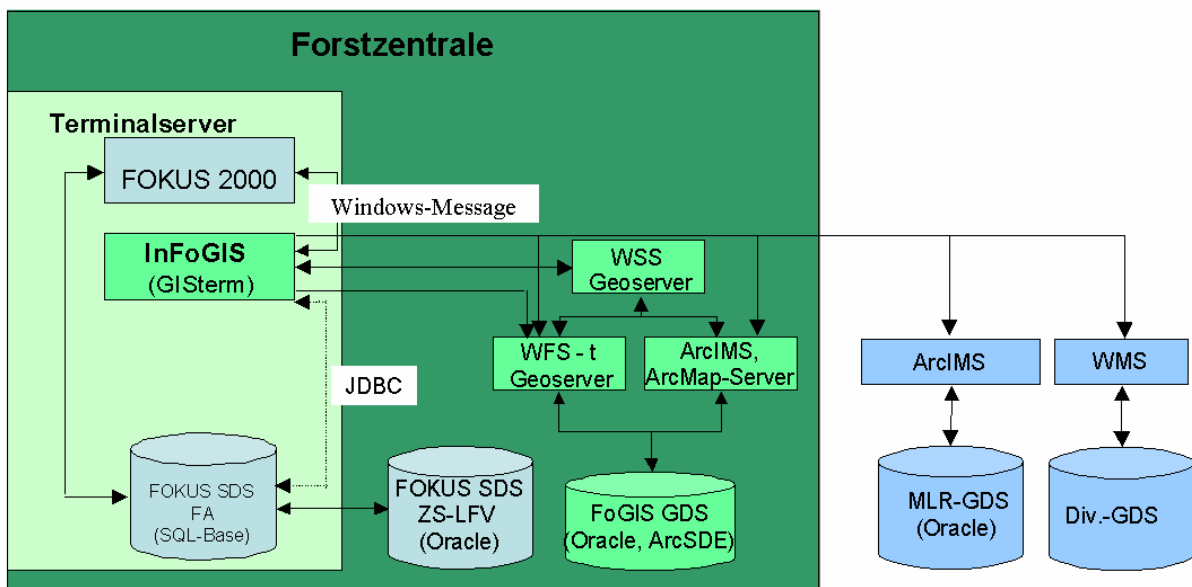 Forstzentrale
Terminalserver
FOKUS 2000
Windows-Message
InFoGIS
(GISterm)
WSS
Geoserver
WFS - t
Geoserver
ArcIMS,
ArcMap-Server
ArcIMS
WMS
JDBC
FOKUS SDS
FA
(SQL-Base)
FOKUS SDS
ZS-LFV
(Oracle)
FoGIS GDS
(Oracle, ArcSDE)
MLR-GDS
(Oracle)
Div.-GDS